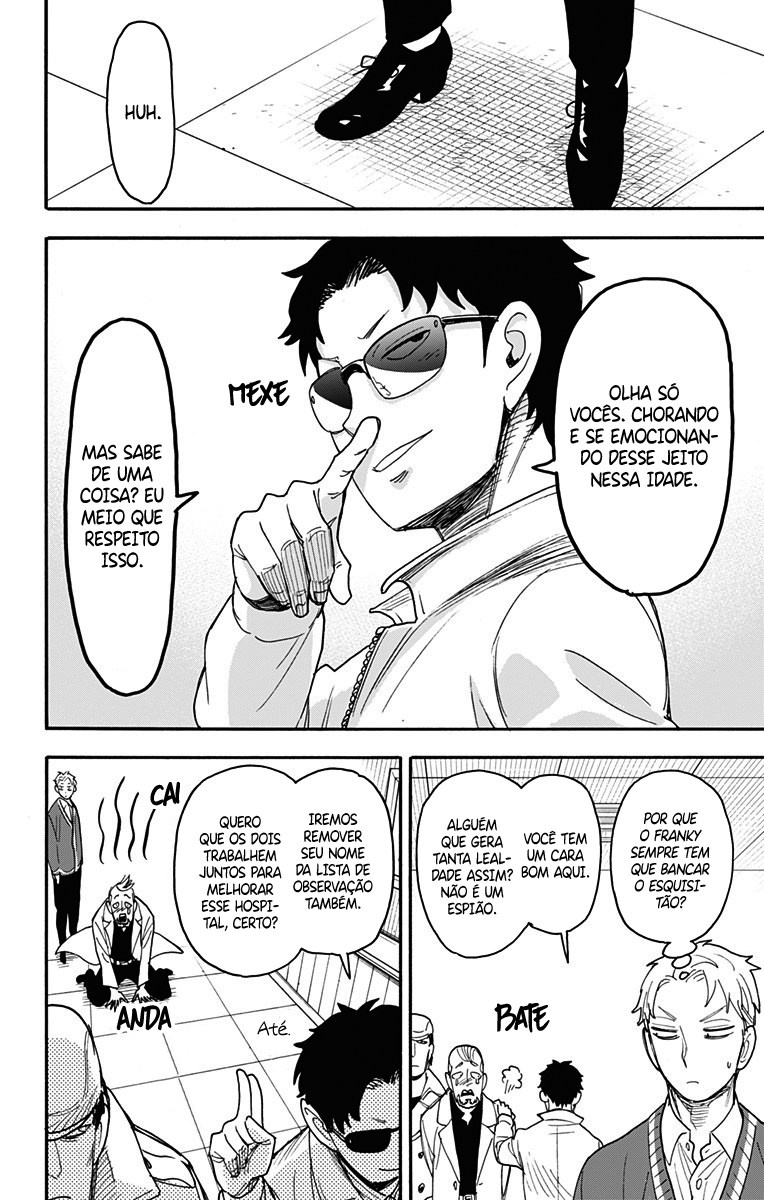 HUH.
OLHA SÓ
VOCÊS. CHORANDO
E SE EMOCIONAN-
DO DESSE JEITO
NESSA IDADE.
MEXE
MAS SABE
DE UMA
COISA? EU
MEIO QUE
RESPEITO
ISSO.
POR QUE
O FRANKY
SEMPRE TEM
QUE BANCAR
O ESQUISI-
TÃO?
VOCÊ TEM
UM CARA
BOM AQUI.
ALGUÉM
QUE GERA
TANTA LEAL-
DADE ASSIM?
NÃO É UM
ESPIÃO.
BATE
IREMOS
REMOVER
SEU NOME
DA LISTA DE
OBSERVAÇÃO
TAMBÉM.
QUERO
QUE OS DOIS
TRABALHEM
JUNTOS PARA
MELHORAR
ESSE HOSPI-
TAL, CERTO?
CAI
ANDA
Até.